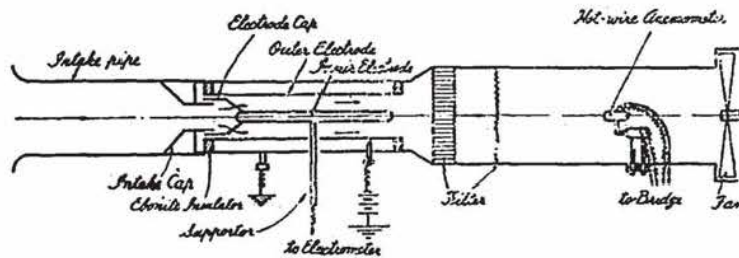 Electrode Cap
Outer Electrode
Inner Electrode
Intake pipe
Hot-wire Anemometer
Intake Cap
Ebonite Insulator
Supporter
to Electrometer
Filter
to Bridge
Fan